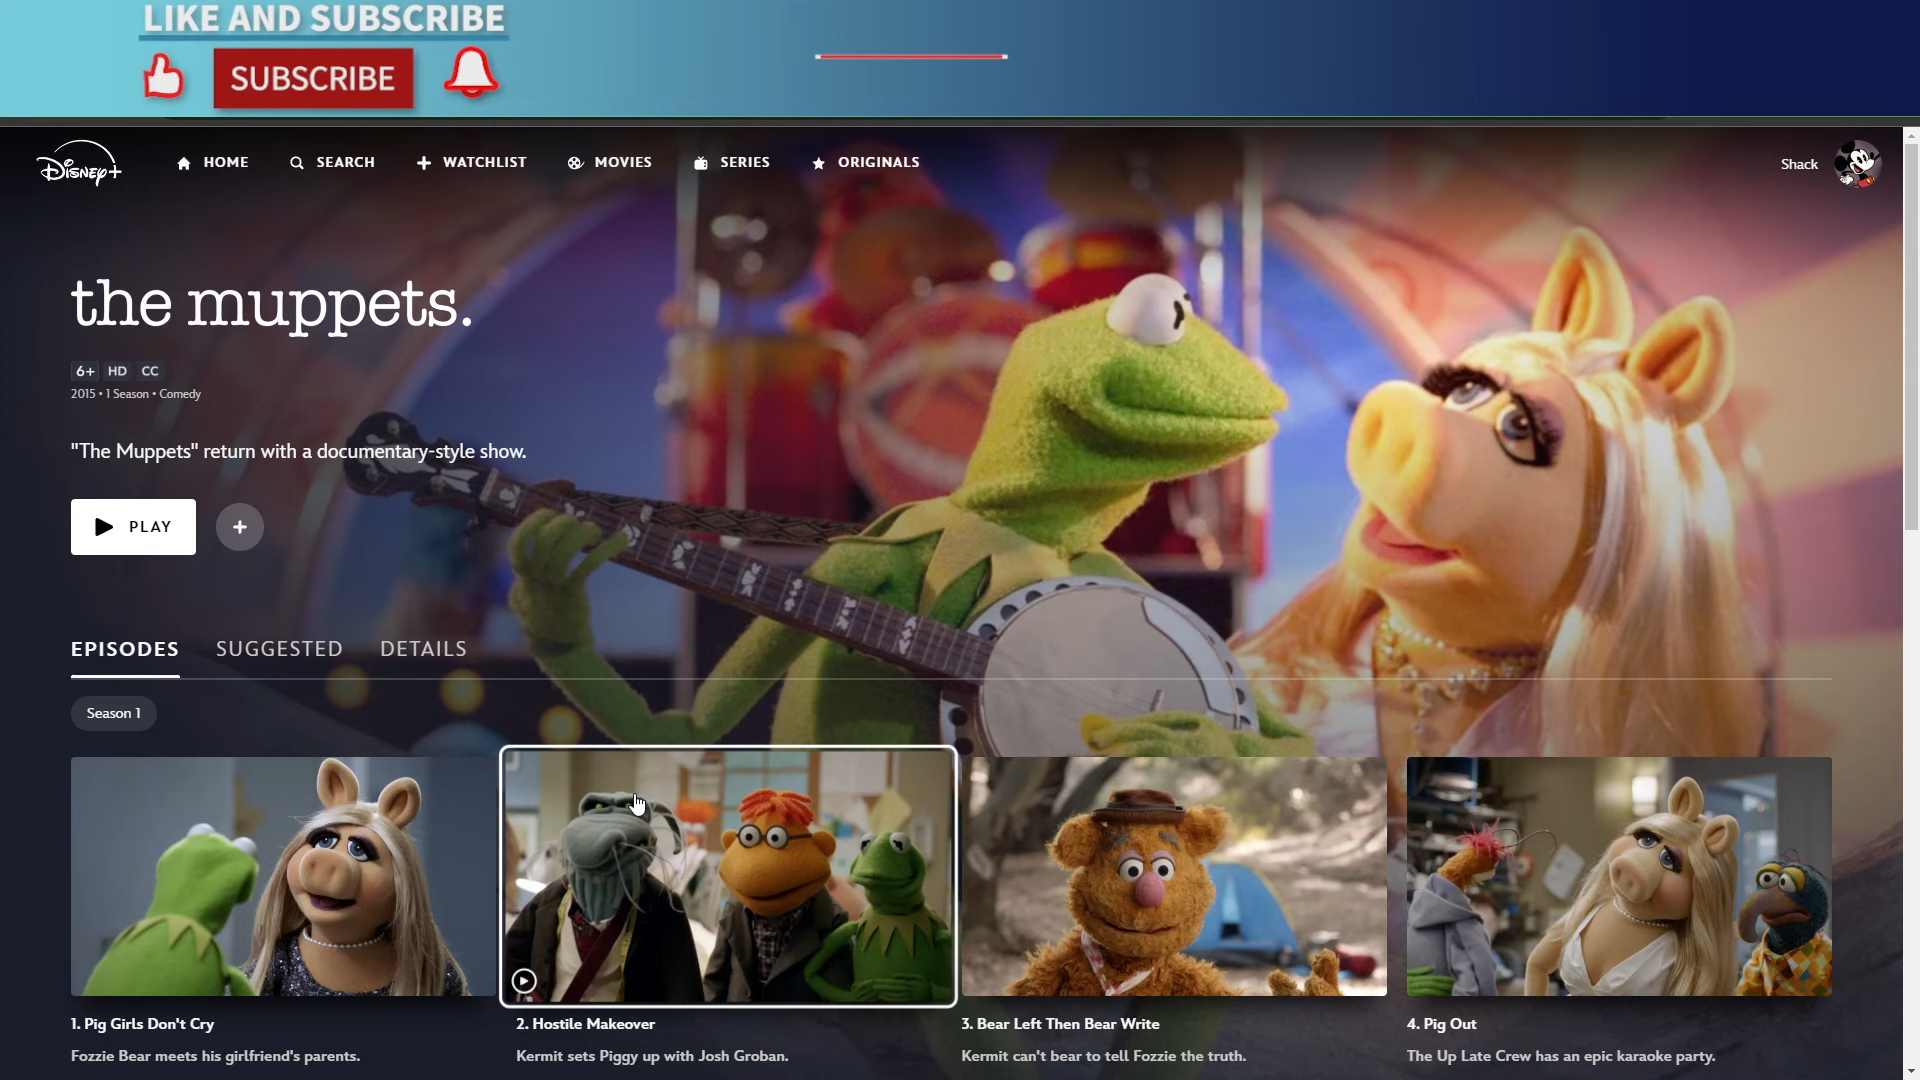 LIKE AND SUBSCRIBE
SUBSCRIBE
Disney+
HOME
SEARCH
WATCHLIST
MOVIES
SERIES
ORIGINALS
Shack
the muppets.
6+ HD CC
2015 • 1 Season • Comedy
"The Muppets" return with a documentary-style show.
PLAY
EPISODES
SUGGESTED
DETAILS
Season 1
1. Pig Girls Don't Cry
Fozzie Bear meets his girlfriend's parents.
2. Hostile Makeover
Kermit sets Piggy up with Josh Groban.
3. Bear Left Then Bear Write
Kermit can't bear to tell Fozzie the truth.
4. Pig Out
The Up Late Crew has an epic karaoke party.